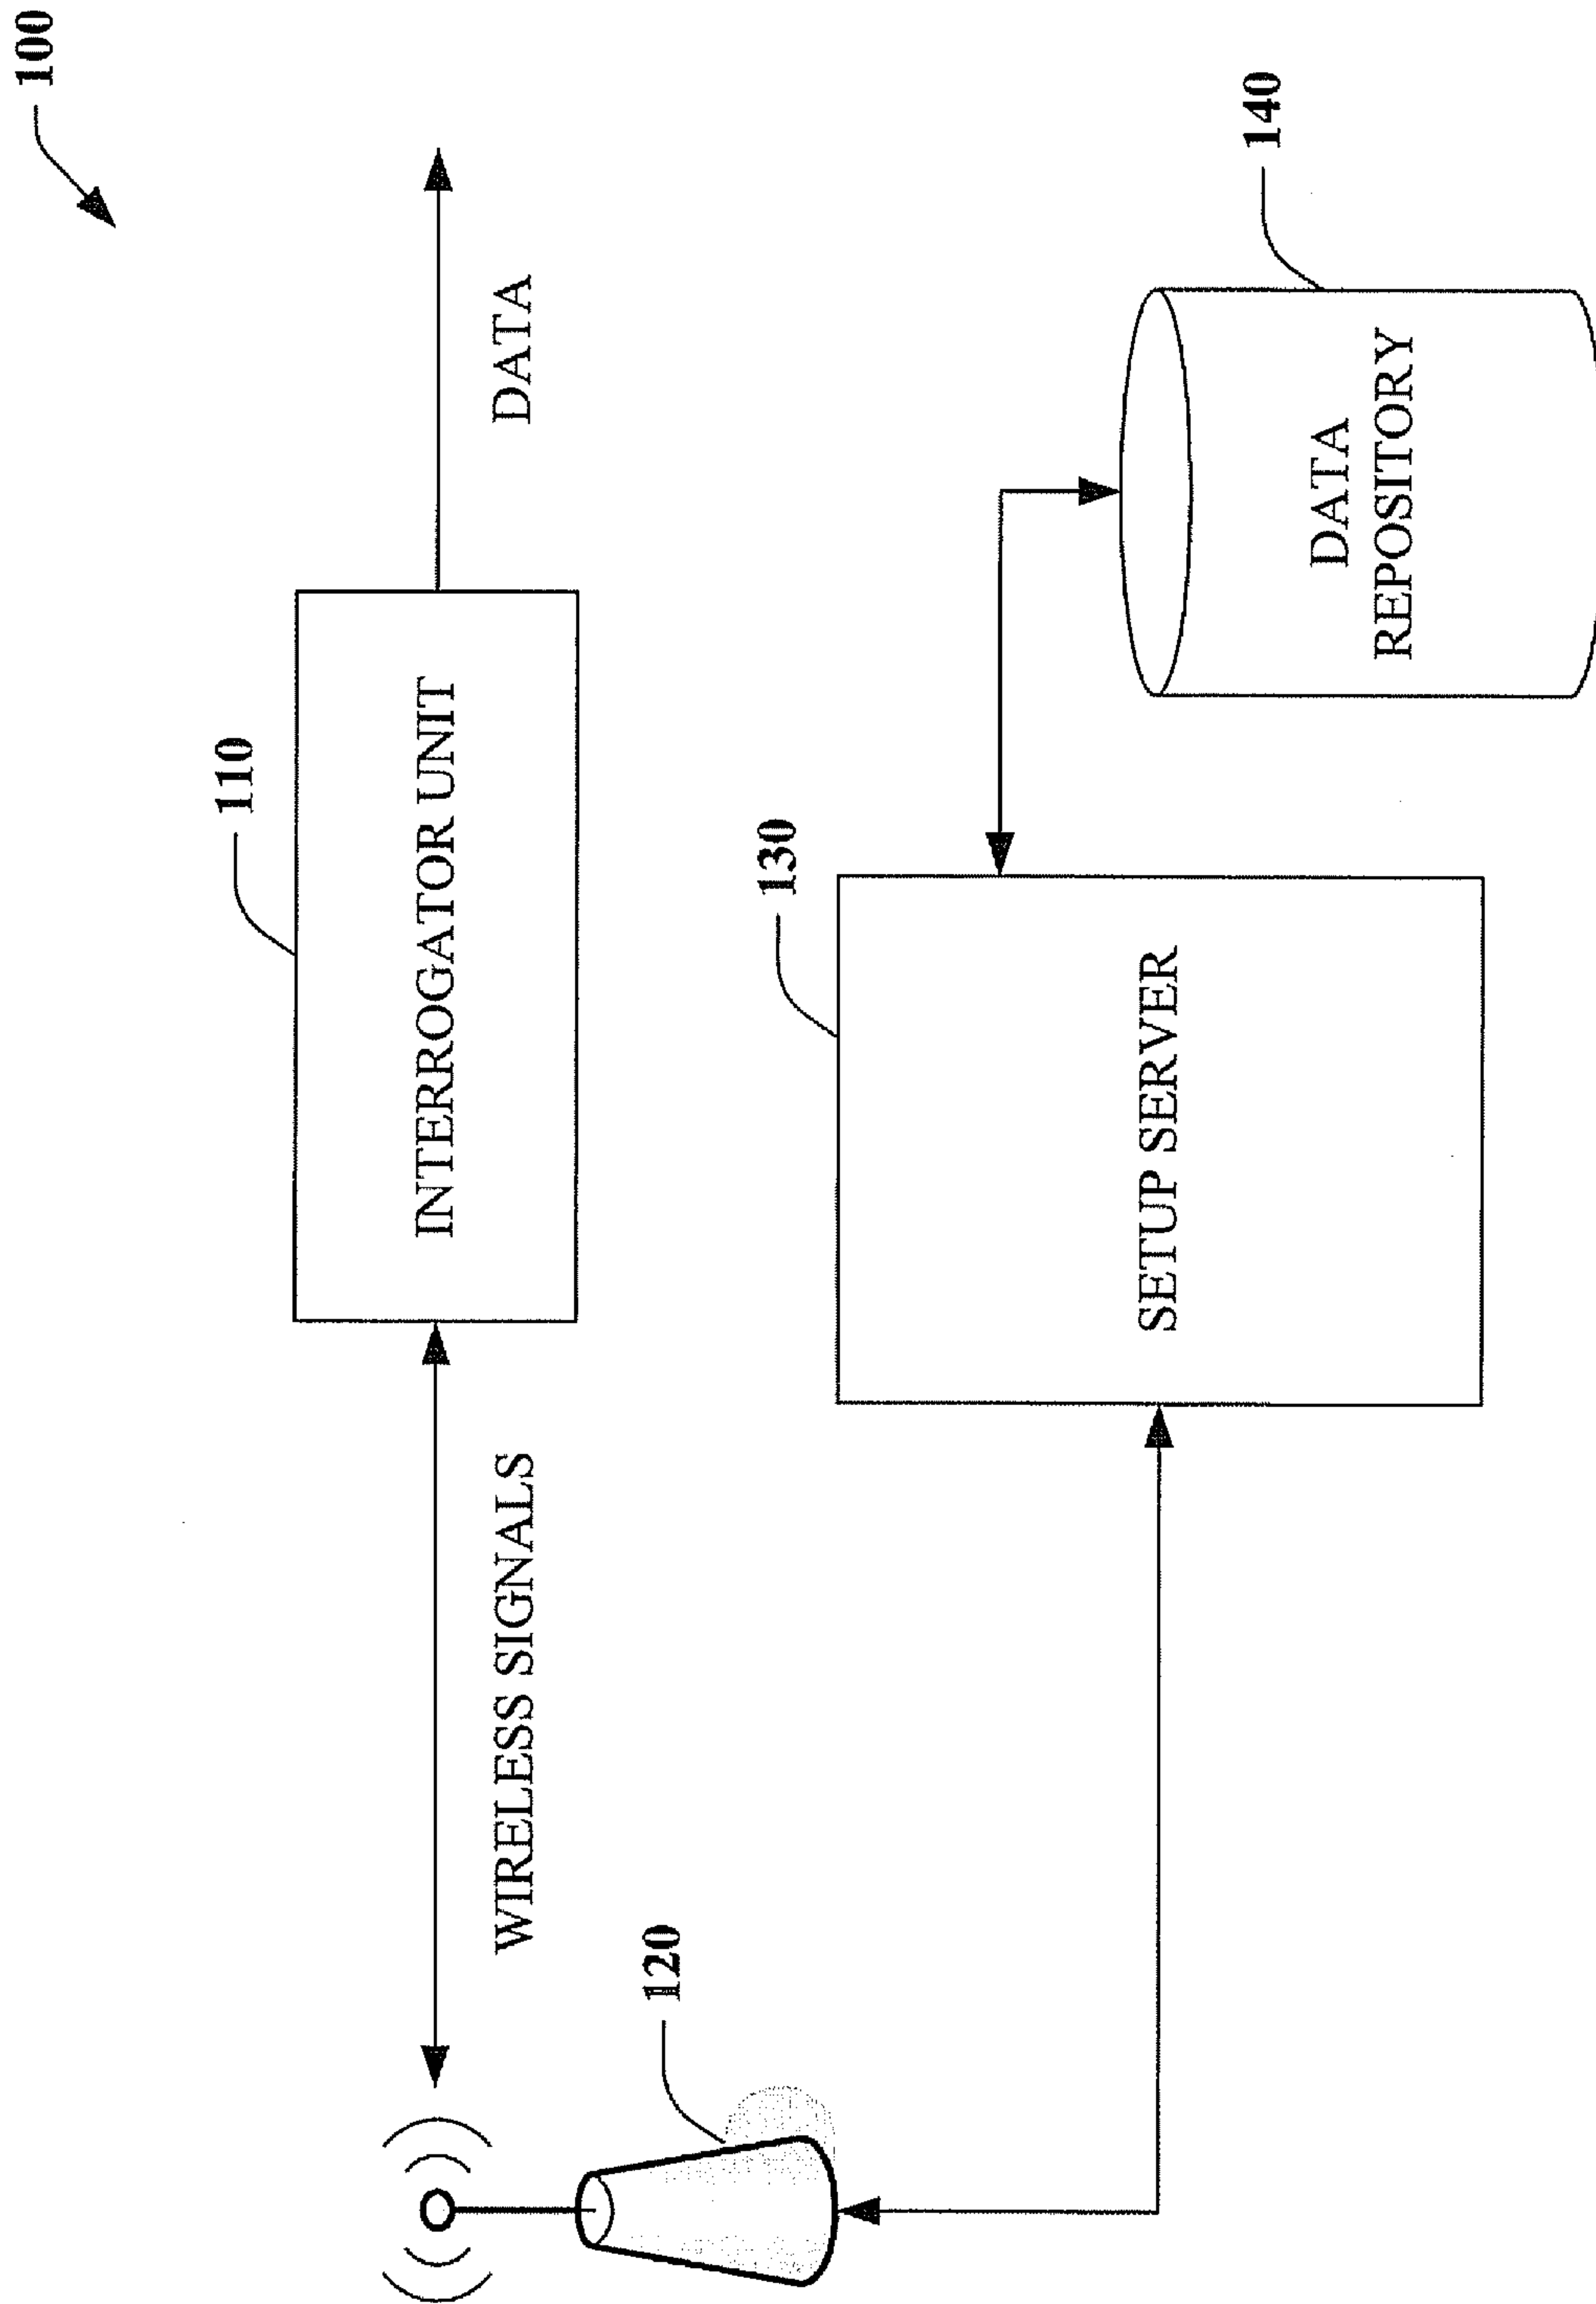 100
110
INTERROGATOR UNIT
DATA
WIRELESS SIGNALS
120
130
SETUP SERVER
140
DATA
REPOSITORY